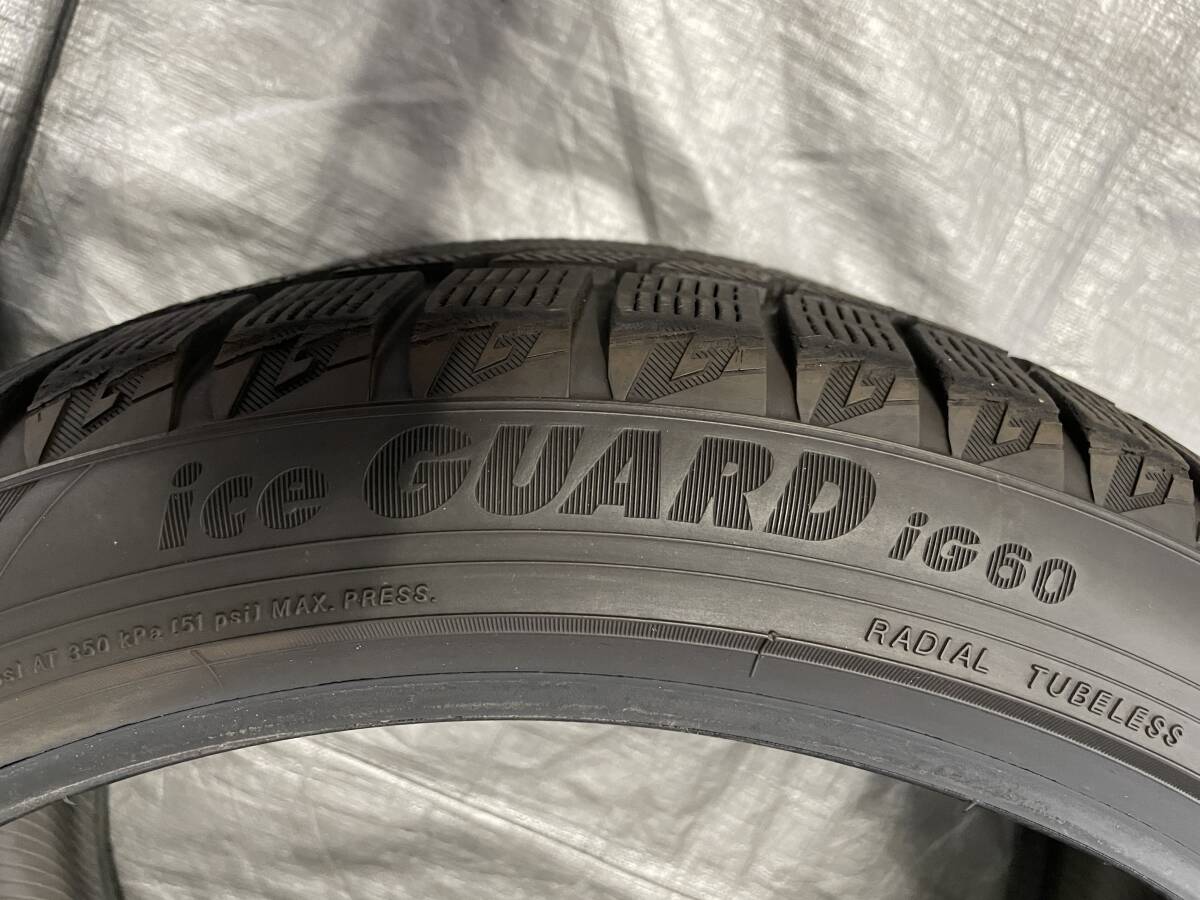 ice GUARD iG60
AT 350 kPa (51 psi) MAX. PRESS.
RADIAL TUBELESS